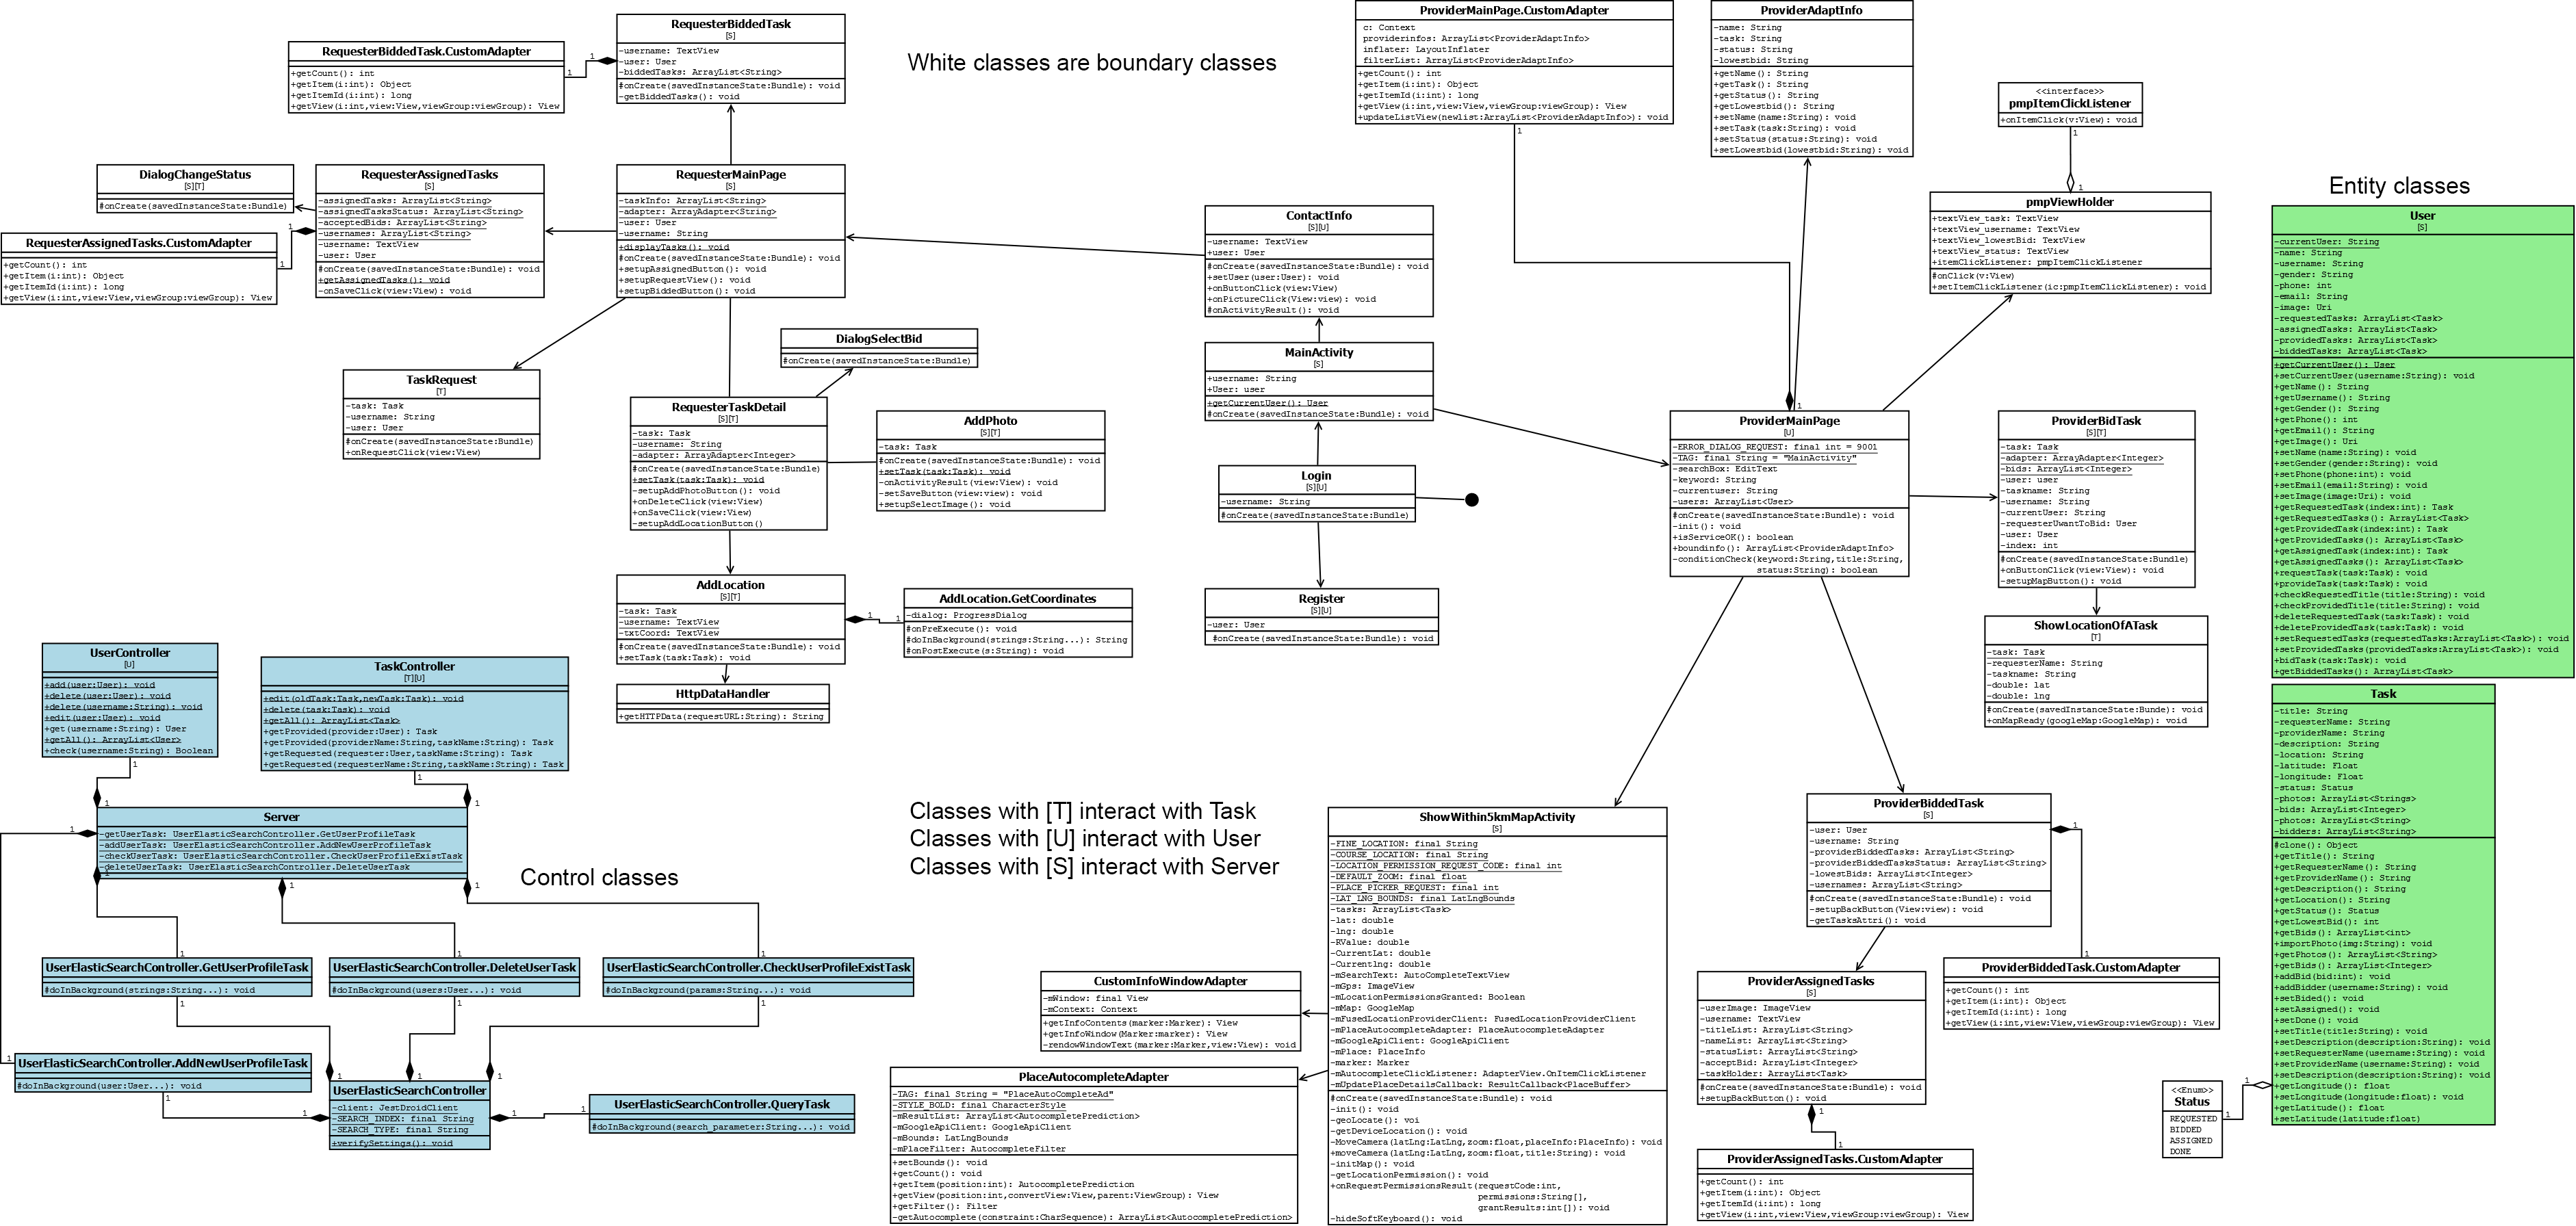 RequesterBiddedTask
[S]
-username: TextView
-user: User
-biddedTasks: ArrayList<String>
#onCreate(savedInstanceState:Bundle): void
-getBiddedTasks(): void
RequesterBiddedTask.CustomAdapter
+getCount(): int
+getItem(i:int): Object
+getItemId(i:int): long
+getView(i:int,view:View,viewGroup:viewGroup): View
1
1
White classes are boundary classes
DialogChangeStatus
[S][T]
#onCreate(savedInstanceState:Bundle)
RequesterAssignedTasks
[S]
-assignedTasks: ArrayList<String>
-assignedTasksStatus: ArrayList<String>
-acceptedBids: ArrayList<String>
-usernames: ArrayList<String>
-username: TextView
-user: User
#onCreate(savedInstanceState:Bundle): void
+getAssignedTasks(): void
-onSaveClick(view:View): void
RequesterAssignedTasks.CustomAdapter
+getCount(): int
+getItem(i:int): Object
+getItemId(i:int): long
+getView(i:int,view:View,viewGroup:viewGroup): View
1
1
RequesterMainPage
[S]
-taskInfo: ArrayList<String>
-adapter: ArrayAdapter<String>
-user: User
-username: String
+displayTasks(): void
#onCreate(savedInstanceState:Bundle): void
+setupAssignedButton(): void
+setupRequestView(): void
+setupBiddedButton(): void
TaskRequest
[T]
-task: Task
-username: String
-user: User
#onCreate(savedInstanceState:Bundle)
+onRequestClick(view:View)
DialogSelectBid
#onCreate(savedInstanceState:Bundle)
RequesterTaskDetail
[S][T]
-task: Task
-username: String
-adapter: ArrayAdapter<Integer>
#onCreate(savedInstanceState:Bundle)
+setTask(task:Task): void
-setupAddPhotoButton(): void
+onDeleteClick(view:View)
+onSaveClick(view:View)
-setupAddLocationButton()
AddPhoto
[S][T]
-task: Task
#onCreate(savedInstanceState:Bundle): void
+setTask(task:Task): void
-onActivityResult(view:View): void
-setSaveButton(view:view): void
+setupSelectImage(): void
AddLocation
[S][T]
-task: Task
-username: TextView
-txtCoord: TextView
#onCreate(savedInstanceState:Bundle): void
+setTask(task:Task): void
1
1
AddLocation.GetCoordinates
-dialog: ProgressDialog
#onPreExecute(): void
#doInBackground(strings:String...): String
#onPostExecute(s:String): void
HttpDataHandler
+getHTTPData(requestURL:String): String
ContactInfo
[S][U]
-username: TextView
+user: User
#onCreate(savedInstanceState:Bundle): void
+setUser(user:User): void
+onButtonClick(view:View)
+onPictureClick(View:view): void
#onActivityResult(): void
MainActivity
[S]
+username: String
+User: user
+getCurrentUser(): User
#onCreate(savedInstanceState:Bundle): void
Login
[S][U]
-username: String
#onCreate(savedInstanceState:Bundle)
Register
[S][U]
-user: User
#onCreate(savedInstanceState:Bundle): void
ProviderMainPage.CustomAdapter
c: Context
providerinfos: ArrayList<ProviderAdaptInfo>
inflater: LayoutInflater
filterList: ArrayList<ProviderAdaptInfo>
+getCount(): int
+getItem(i:int): Object
+getItemId(i:int): long
+getView(i:int,view:View,viewGroup:viewGroup): View
+updateListView(newlist:ArrayList<ProviderAdaptInfo>): void
1
1
ProviderAdaptInfo
-name: String
-task: String
-status: String
-lowestbid: String
+getName(): String
+getTask(): String
+getStatus(): String
+getLowestbid(): String
+setName(name:String): void
+setTask(task:String): void
+setStatus(status:String): void
+setLowestbid(lowestbid:String): void
<<interface>>
pmpItemClickListener
+onItemClick(v:View): void
1
1
pmpViewHolder
+textView_task: TextView
+textView_username: TextView
+textView_lowestBid: TextView
+textView_status: TextView
+itemClickListener: pmpItemClickListener
#onClick(v:View)
+setItemClickListener(ic:pmpItemClickListener): void
ProviderMainPage
[U]
-ERROR_DIALOG_REQUEST: final int = 9001
-TAG: final String = "MainActivity"
-searchBox: EditText
-keyword: String
-currentuser: String
-users: ArrayList<User>
#onCreate(savedInstanceState:Bundle): void
-init(): void
+isServiceOK(): boolean
+boundinfo(): ArrayList<ProviderAdaptInfo>
-conditionCheck(keyword:String,title:String,
status:String): boolean
ProviderBidTask
[S][T]
-task: Task
-adapter: ArrayAdapter<Integer>
-bids: ArrayList<Integer>
-user: user
-taskname: String
-username: String
-currentUser: String
-requesterUwantToBid: User
-user: User
-index: int
#onCreate(savedInstanceState:Bundle)
+onButtonClick(view:View): void
-setupMapButton(): void
ShowLocationOfATask
[T]
-task: Task
-requesterName: String
-taskname: String
-double: lat
-double: lng
#onCreate(savedInstanceState:Bunde): void
+onMapReady(googleMap:GoogleMap): void
Entity classes
User
[S]
-currentUser: String
-name: String
-username: String
-gender: String
-phone: int
-email: String
-image: Uri
-requestedTasks: ArrayList<Task>
-assignedTasks: ArrayList<Task>
-providedTasks: ArrayList<Task>
-biddedTasks: ArrayList<Task>
+getCurrentUser(): User
+setCurrentUser(username:String): void
+getName(): String
+getUsername(): String
+getGender(): String
+getPhone(): int
+getEmail(): String
+getImage(): Uri
+setName(name:String): void
+setGender(gender:String): void
+setPhone(phone:int): void
+setEmail(email:String): void
+setImage(image:Uri): void
+getRequestedTask(index:int): Task
+getRequestedTasks(): ArrayList<Task>
+getProvidedTask(index:int): Task
+getProvidedTasks(): ArrayList<Task>
+getAssignedTask(index:int): Task
+getAssignedTasks(): ArrayList<Task>
+requestTask(task:Task): void
+provideTask(task:Task): void
+checkRequestedTitle(title:String): void
+checkProvidedTitle(title:String): void
+deleteRequestedTask(task:Task): void
+deleteProvidedTask(task:Task): void
+setRequestedTasks(requestedTasks:ArrayList<Task>): void
+setProvidedTasks(providedTasks:ArrayList<Task>): void
+bidTask(task:Task): void
+getBiddedTasks(): ArrayList<Task>
Task
-title: String
-requesterName: String
-providerName: String
-description: String
-location: String
-latitude: Float
-longitude: Float
-status: Status
-photos: ArrayList<Strings>
-bids: ArrayList<Integer>
-photos: ArrayList<String>
-bidders: ArrayList<String>
#clone(): Object
+getTitle(): String
+getRequesterName(): String
+getProviderName(): String
+getDescription(): String
+getLocation(): String
+getStatus(): Status
+getLowestBid(): int
+getBids(): ArrayList<int>
+importPhoto(img:String): void
+getPhotos(): ArrayList<String>
+getBids(): ArrayList<Integer>
+addBid(bid:int): void
+addBidder(username:String): void
+setBided(): void
+setAssigned(): void
+setDone(): void
+setTitle(title:String): void
+setDescription(description:String): void
+setRequesterName(username:String): void
+setProviderName(username:String): void
+setDescription(description:String): void
+getLongitude(): float
+setLongitude(longitude:float): void
+getLatitude(): float
+setLatitude(latitude:float)
1
1
<<Enum>>
Status
REQUESTED
BIDDED
ASSIGNED
DONE
UserController
[U]
+add(user:User): void
+delete(user:User): void
+delete(username:String): void
+edit(user:User): void
+get(username:String): User
+getAll(): ArrayList<User>
+check(username:String): Boolean
1
1
TaskController
[T][U]
+edit(oldTask:Task,newTask:Task): void
+delete(task:Task): void
+getAll(): ArrayList<Task>
+getProvided(provider:User): Task
+getProvided(providerName:String,taskName:String): Task
+getRequested(requester:User,taskName:String): Task
+getRequested(requesterName:String,taskName:String): Task
1
1
Server
-getUserTask: UserElasticSearchController.GetUserProfileTask
-addUserTask: UserElasticSearchController.AddNewUserProfileTask
-checkUserTask: UserElasticSearchController.CheckUserProfileExistTask
-deleteUserTask: UserElasticSearchController.DeleteUserTask
1
1
1
1
Control classes
Classes with [T] interact with Task
Classes with [U] interact with User
Classes with [S] interact with Server
1
1
1
UserElasticSearchController.GetUserProfileTask
#doInBackground(strings:String...): void
UserElasticSearchController.DeleteUserTask
#doInBackground(users:User...): void
UserElasticSearchController.CheckUserProfileExistTask
#doInBackground(params:String...): void
1
1
1
1
UserElasticSearchController.AddNewUserProfileTask
#doInBackground(user:User...): void
1
1
1
1
1
UserElasticSearchController
-client: JestDroidClient
-SEARCH_INDEX: final String
-SEARCH_TYPE: final String
+verifySettings(): void
1
1
UserElasticSearchController.QueryTask
#doInBackground(search_parameter:String...): void
CustomInfoWindowAdapter
-mWindow: final View
-mContext: Context
+getInfoContents(marker:Marker): View
+getInfoWindow(Marker:marker): View
-rendowWindowText(marker:Marker,view:View): void
PlaceAutocompleteAdapter
-TAG: final String = "PlaceAutoCompleteAd"
-STYLE_BOLD: final CharacterStyle
-mResultList: ArrayList<AutocompletePrediction>
-mGoogleApiClient: GoogleApiClient
-mBounds: LatLngBounds
-mPlaceFilter: AutocompleteFilter
+setBounds(): void
+getCount(): void
+getItem(position:int): AutocompletePrediction
+getView(position:int,convertView:View,parent:ViewGroup): View
+getFilter(): Filter
-getAutocomplete(constraint:CharSequence): ArrayList<AutocompletePrediction>
ShowWithin5kmMapActivity
[S]
-FINE_LOCATION: final String
-COURSE_LOCATION: final String
-LOCATION_PERMISSION_REQUEST_CODE: final int
-DEFAULT_ZOOM: final float
-PLACE_PICKER_REQUEST: final int
-LAT_LNG_BOUNDS: final LatLngBounds
-tasks: ArrayList<Task>
-lat: double
-lng: double
-RValue: double
-CurrentLat: double
-Currentlng: double
-mSearchText: AutoCompleteTextView
-mGps: ImageView
-mLocationPermissionsGranted: Boolean
-mMap: GoogleMap
-mFusedLocationProviderClient: FusedLocationProviderClient
-mPlaceAutocompleteAdapter: PlaceAutocompleteAdapter
-mGoogleApiClient: GoogleApiClient
-mPlace: PlaceInfo
-marker: Marker
-mAutocompleteClickListener: AdapterView.OnItemClickListener
-mUpdatePlaceDetailsCallback: ResultCallback<PlaceBuffer>
#onCreate(savedInstanceState:Bundle): void
-init(): void
-geoLocate(): voi
-getDeviceLocation(): void
-MoveCamera(latLng:LatLng,zoom:float,placeInfo:PlaceInfo): void
+moveCamera(latLng:LatLng,zoom:float,title:String): void
-initMap(): void
-getLocationPermission(): void
+onRequestPermissionsResult(requestCode:int,
permissions:String[],
grantResults:int[]): void
-hideSoftKeyboard(): void
ProviderBiddedTask
[S]
-user: User
-username: String
-providerBiddedTasks: ArrayList<String>
-providerBiddedTasksStatus: ArrayList<String>
-lowestBids: ArrayList<Integer>
-usernames: ArrayList<String>
#onCreate(savedInstanceState:Bundle): void
-setupBackButton(View:view): void
-getTasksAttri(): void
1
1
ProviderBiddedTask.CustomAdapter
+getCount(): int
+getItem(i:int): Object
+getItemId(i:int): long
+getView(i:int,view:View,viewGroup:viewGroup): View
ProviderAssignedTasks
[S]
-userImage: ImageView
-username: TextView
-titleList: ArrayList<String>
-nameList: ArrayList<String>
-statusList: ArrayList<String>
-acceptBid: ArrayList<Integer>
-taskHolder: ArrayList<Task>
#onCreate(savedInstanceState:Bundle): void
+setupBackButton(): void
1
1
ProviderAssignedTasks.CustomAdapter
+getCount(): int
+getItem(i:int): Object
+getItemId(i:int): long
+getView(i:int,view:View,viewGroup:viewGroup): View